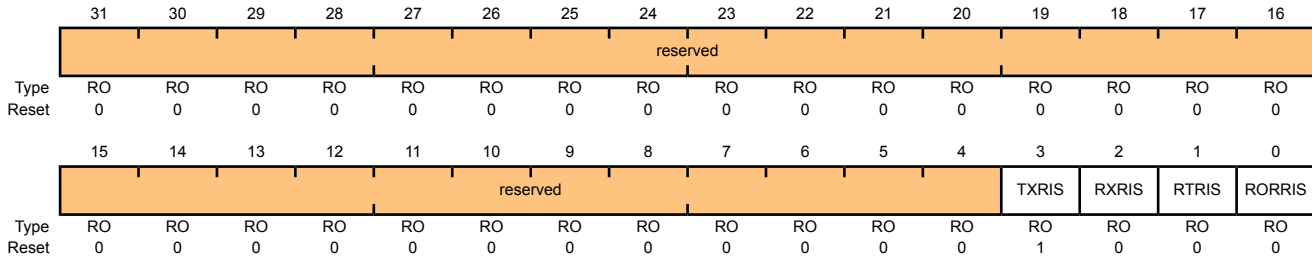 31 30 29 28 27 26 25 24 23 22 21 20 19 18 17 16
reserved
Type RO RO RO RO RO RO RO RO RO RO RO RO RO RO RO RO
Reset 0 0 0 0 0 0 0 0 0 0 0 0 0 0 0 0
15 14 13 12 11 10 9 8 7 6 5 4 3 2 1 0
reserved TXRIS RXRIS RTRIS RORRIS
Type RO RO RO RO RO RO RO RO RO RO RO RO RO RO RO RO
Reset 0 0 0 0 0 0 0 0 0 0 0 0 1 0 0 0